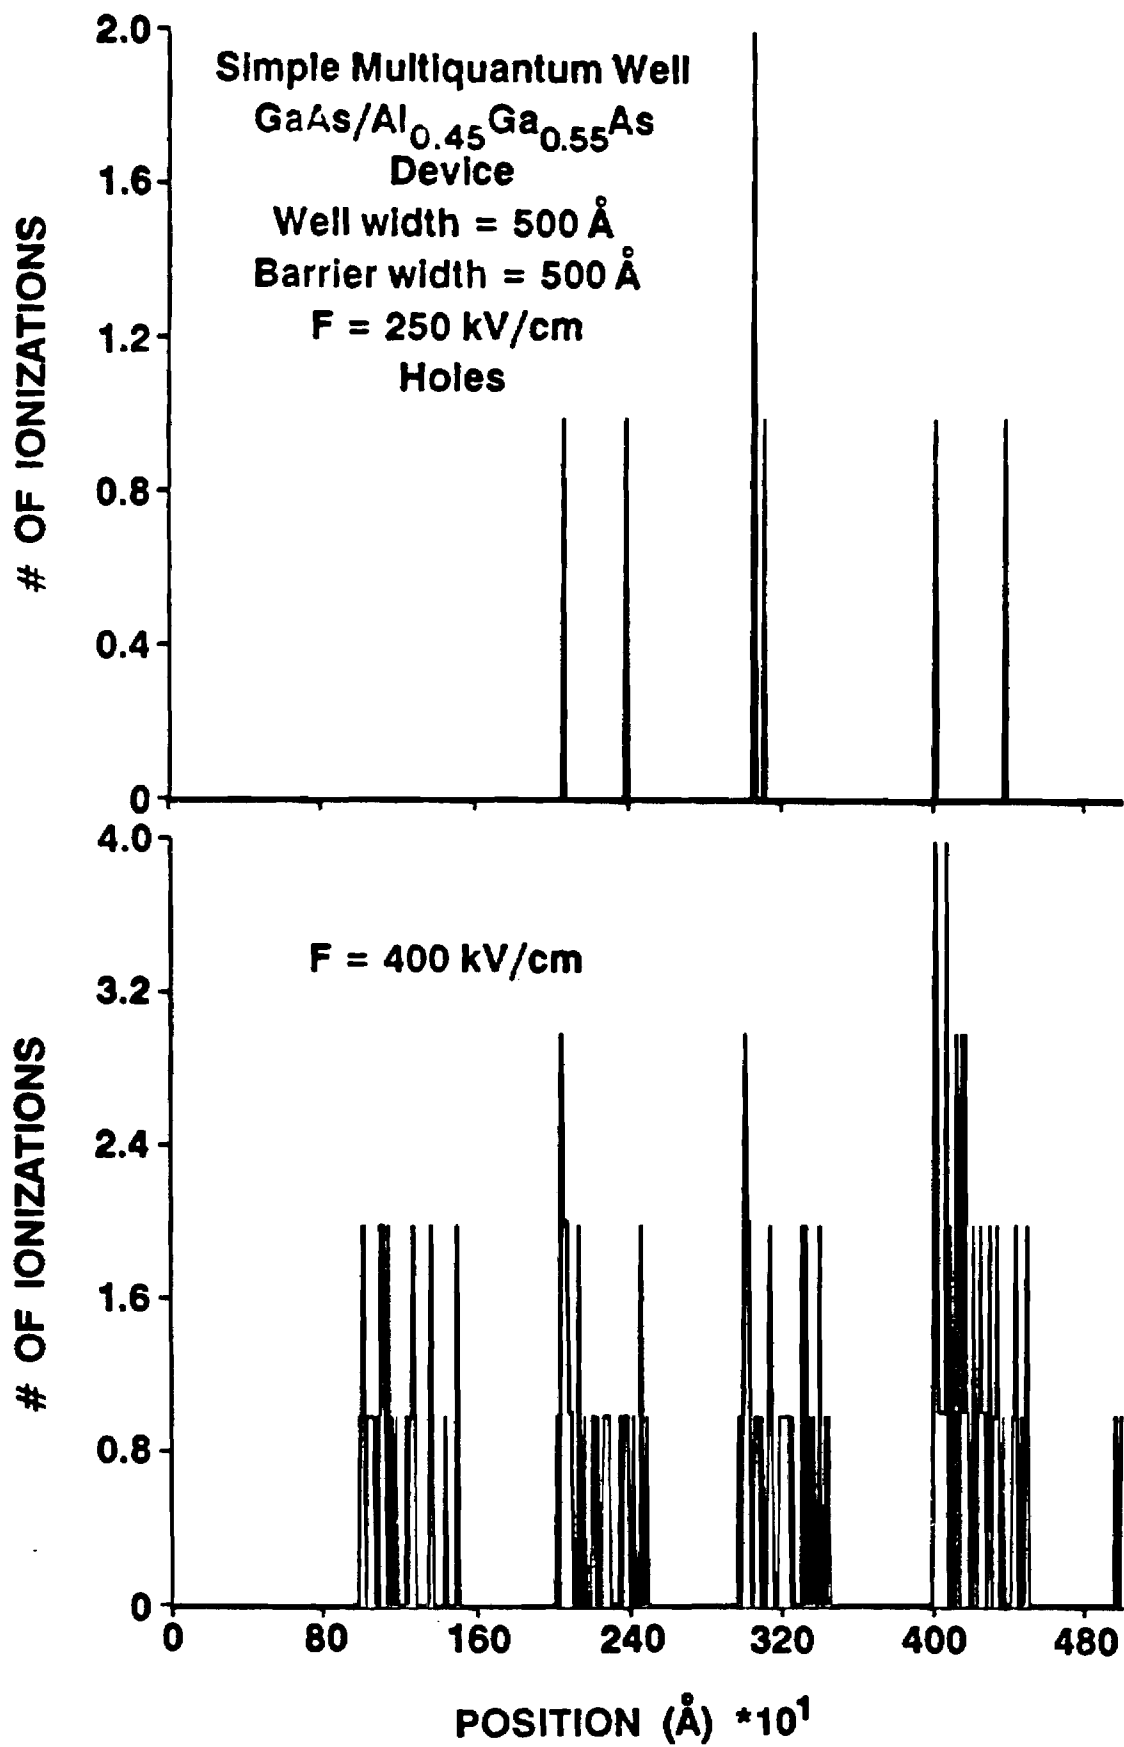 2.0
1.6
1.2
0.8
0.4
0
# OF IONIZATIONS
Simple Multiquantum Well
GaAs/Al0.45Ga0.55As
Device
Well width = 500 Å
Barrier width = 500 Å
F = 250 kV/cm
Holes
4.0
3.2
2.4
1.6
0.8
0
# OF IONIZATIONS
F = 400 kV/cm
0 80 160 240 320 400 480
POSITION (Å) *10¹